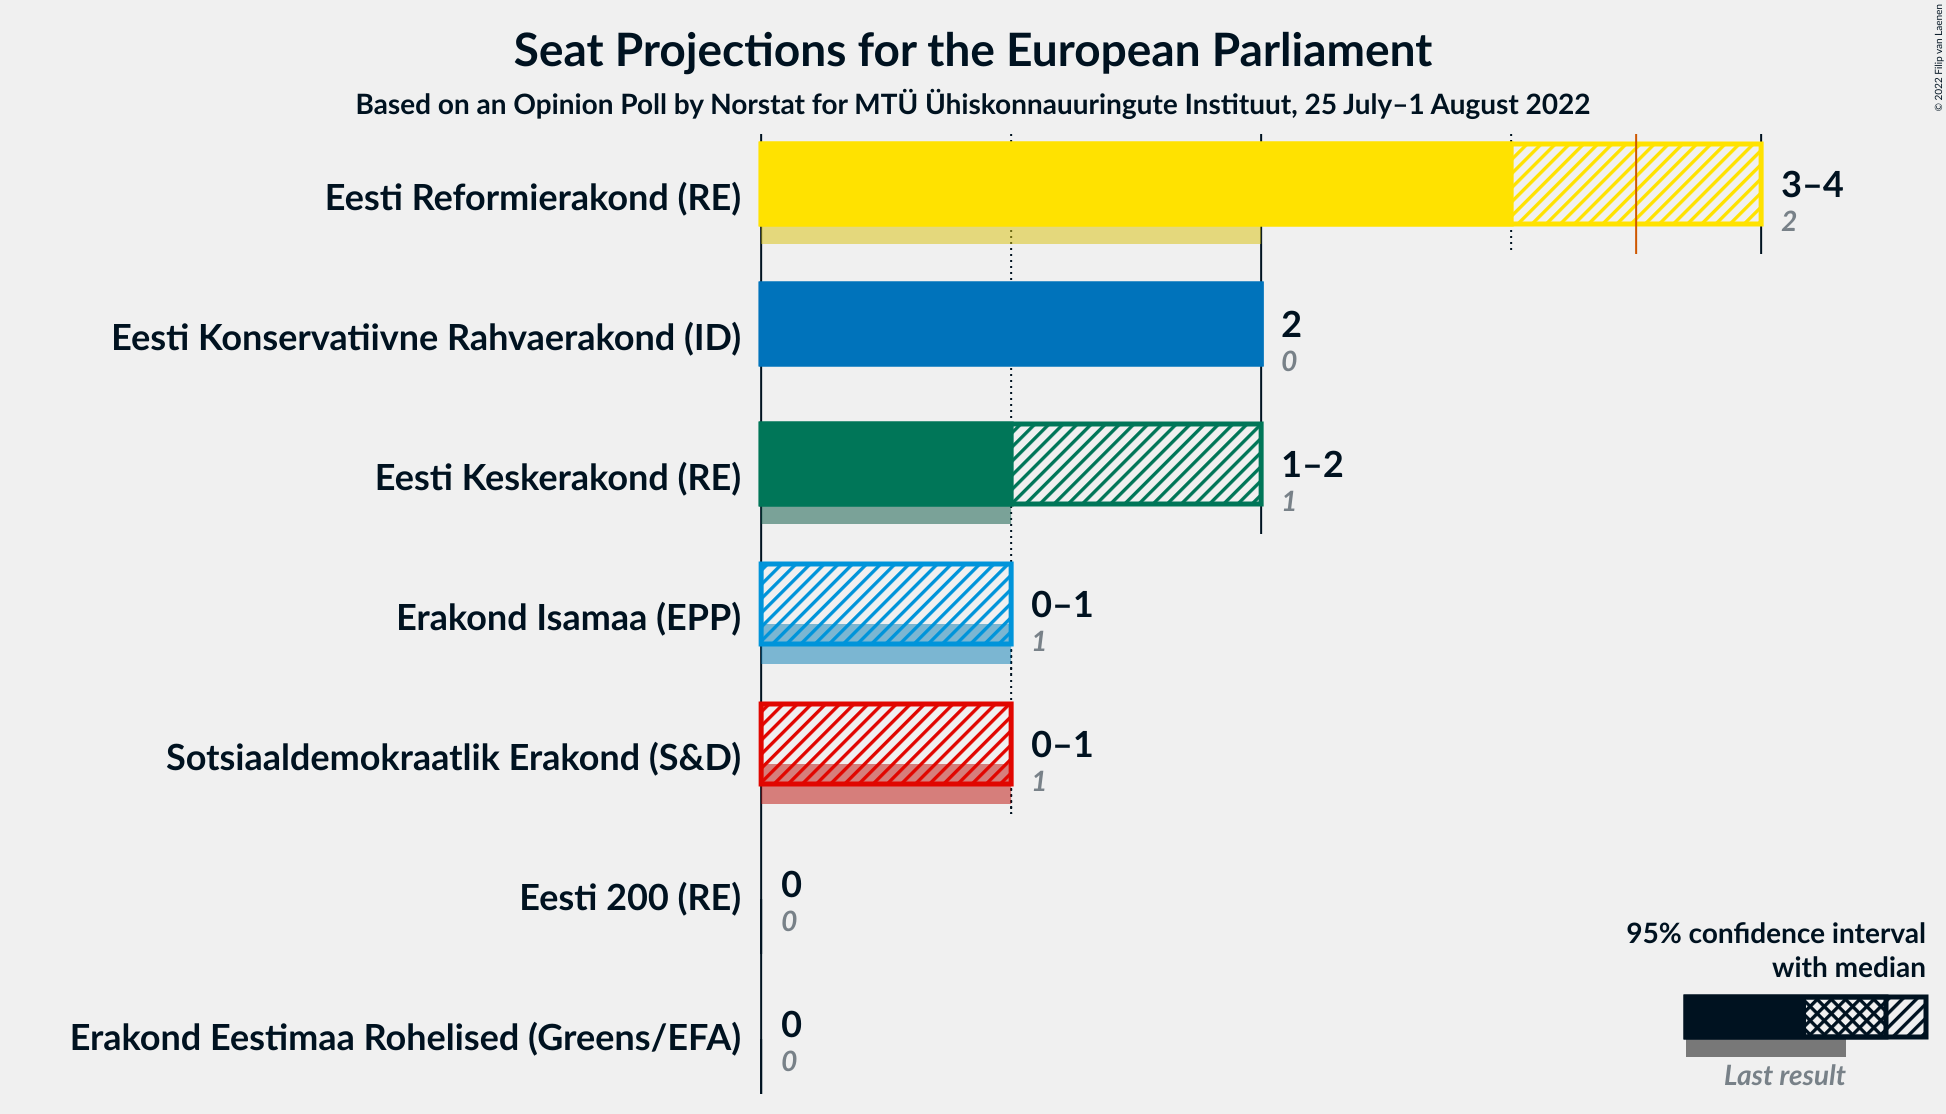 Seat Projections for the European Parliament
Based on an Opinion Poll by Norstat for MTÜ Ühiskonnauuringute Instituut, 25 July–1 August 2022
© 2022 Filip van Laenen
Eesti Reformierakond (RE)
3–4
2
Eesti Konservatiivne Rahvaerakond (ID)
2
0
Eesti Keskerakond (RE)
1–2
1
Erakond Isamaa (EPP)
0–1
1
Sotsiaaldemokraatlik Erakond (S&D)
0–1
1
Eesti 200 (RE)
0
0
Erakond Eestimaa Rohelised (Greens/EFA)
0
0
95% confidence interval
with median
Last result